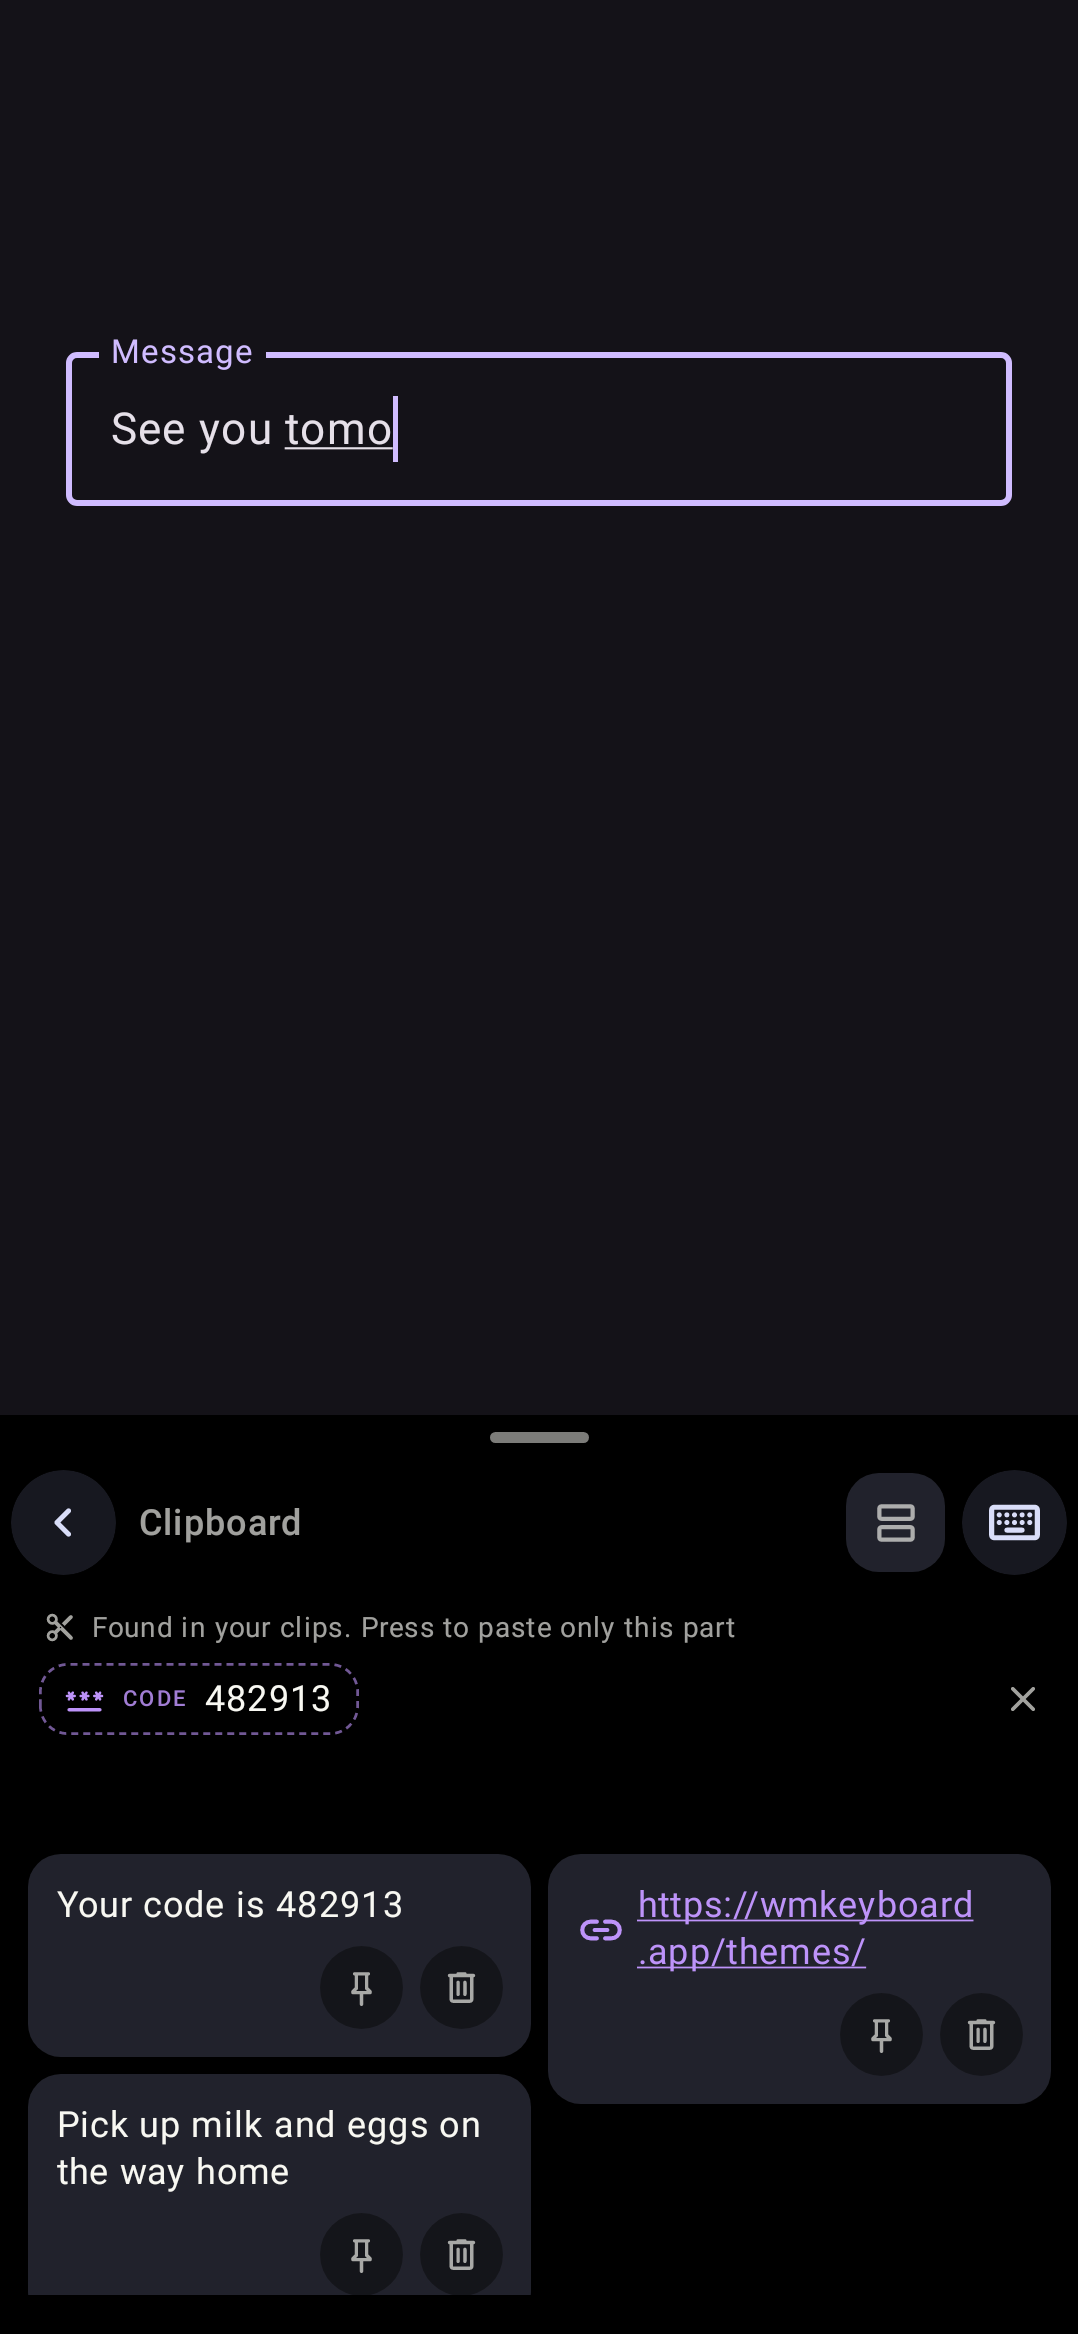 Message
See you tomo
Clipboard
Found in your clips. Press to paste only this part
CODE 482913
Your code is 482913
https://wmkeyboard
.app/themes/
Pick up milk and eggs on
the way home